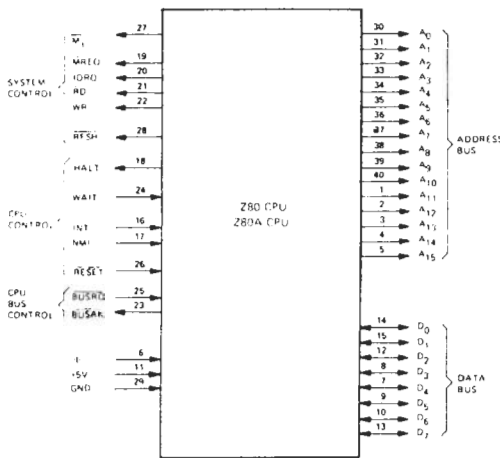 27 M̅₁
19 MREQ
20 IORQ
21 RD
22 WR
SYSTEM CONTROL
28 RFSH
18 HALT
24 WAIT
16 INT
17 NMI
26 RESET
CPU CONTROL
25 BUSRQ
23 BUSAK
CPU BUS CONTROL
6
11 +5V
29 GND
Z80 CPU
Z80A CPU
30 A₀
31 A₁
32 A₂
33 A₃
34 A₄
35 A₅
36 A₆
37 A₇
38 A₈
39 A₉
40 A₁₀
1 A₁₁
2 A₁₂
3 A₁₃
4 A₁₄
5 A₁₅
ADDRESS BUS
14 D₀
15 D₁
12 D₂
8 D₃
7 D₄
9 D₅
10 D₆
13 D₇
DATA BUS